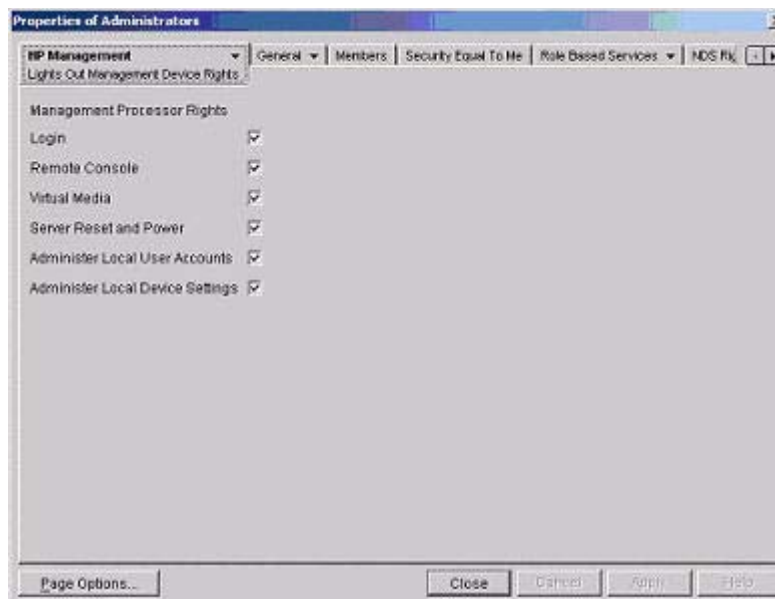 Properties of Administrators
HP Management
General
Members
Security Equal To Me
Role Based Services
NDS Rig
Lights Out Management Device Rights
Management Processor Rights
Login
Remote Console
Virtual Media
Server Reset and Power
Administer Local User Accounts
Administer Local Device Settings
Page Options...
Close
Cancel
Apply
Help